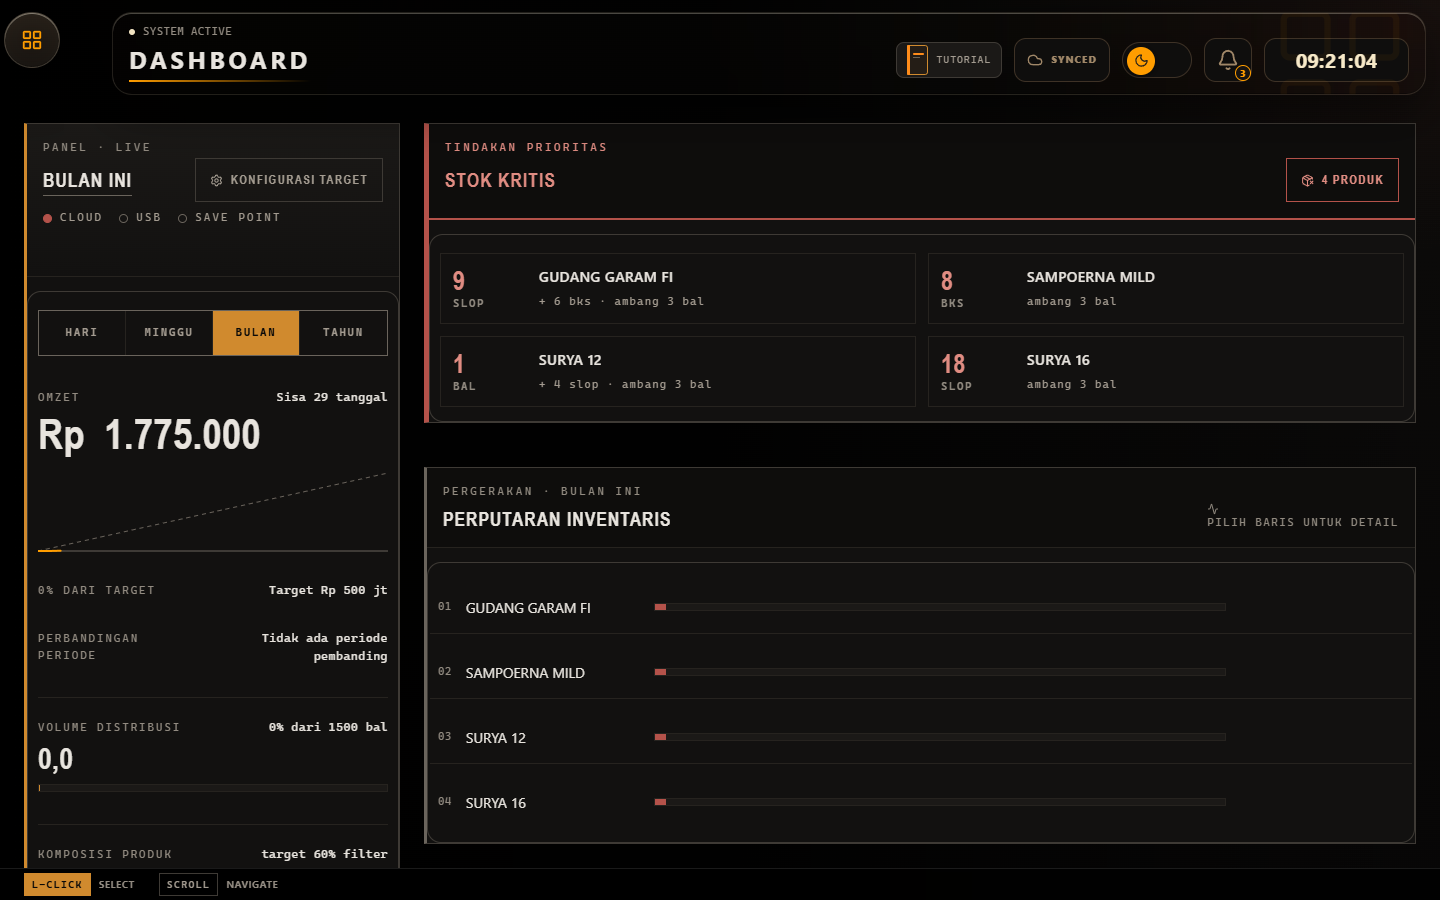 SYSTEM ACTIVE
DASHBOARD
TUTORIAL
SYNCED
3
09:21:04
PANEL · LIVE
BULAN INI
KONFIGURASI TARGET
CLOUD
USB
SAVE POINT
HARI
MINGGU
BULAN
TAHUN
OMZET
Sisa 29 tanggal
Rp 1.775.000
0% DARI TARGET
Target Rp 500 jt
PERBANDINGAN PERIODE
Tidak ada periode pembanding
VOLUME DISTRIBUSI
0% dari 1500 bal
0,0
KOMPOSISI PRODUK
target 60% filter
TINDAKAN PRIORITAS
STOK KRITIS
4 PRODUK
9 SLOP
GUDANG GARAM FI
+ 6 bks · ambang 3 bal
8 BKS
SAMPOERNA MILD
ambang 3 bal
1 BAL
SURYA 12
+ 4 slop · ambang 3 bal
18 SLOP
SURYA 16
ambang 3 bal
PERGERAKAN · BULAN INI
PERPUTARAN INVENTARIS
PILIH BARIS UNTUK DETAIL
01 GUDANG GARAM FI
02 SAMPOERNA MILD
03 SURYA 12
04 SURYA 16
L-CLICK SELECT
SCROLL NAVIGATE